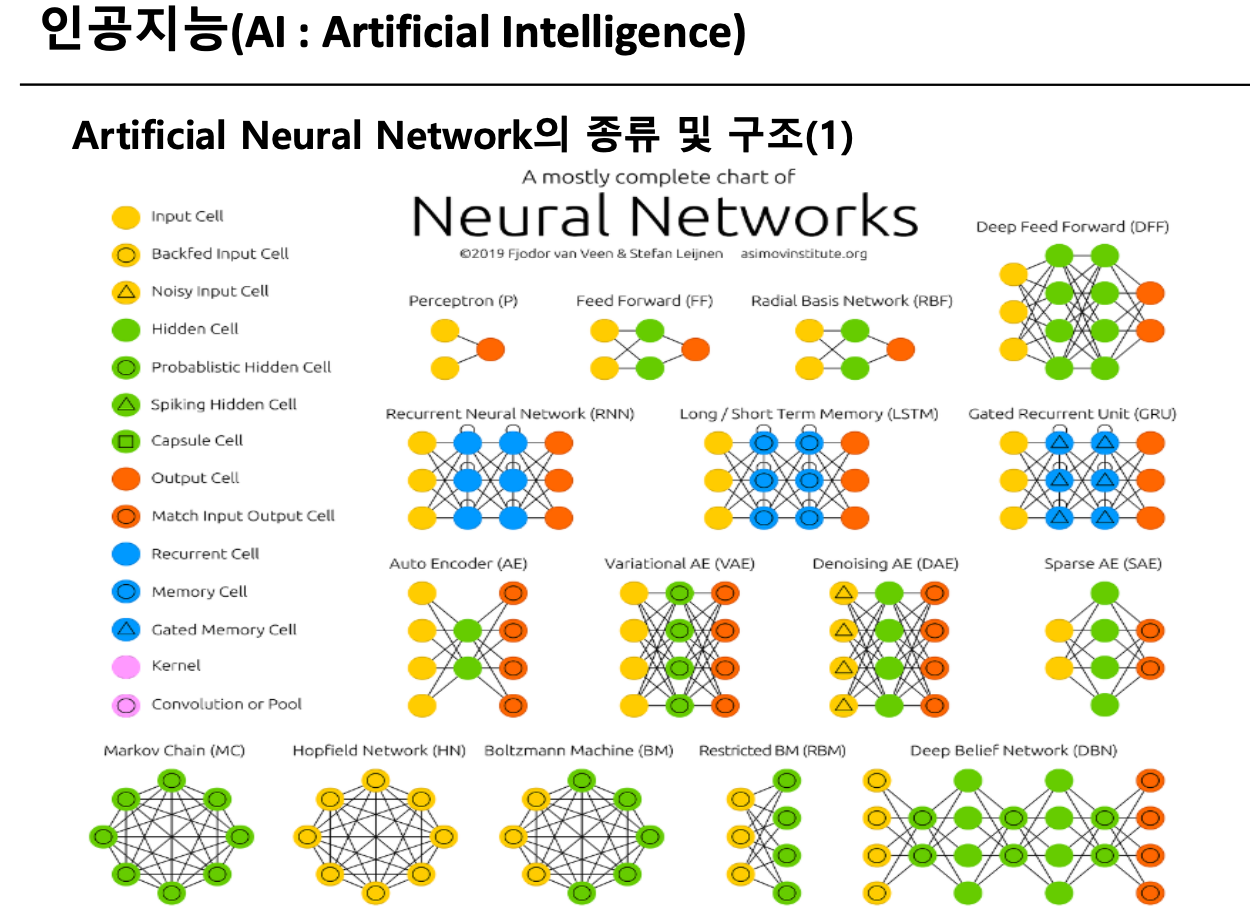 인공지능(AI : Artificial Intelligence)
Artificial Neural Network의 종류 및 구조(1)
A mostly complete chart of
Neural Networks
©2019 Fjodor van Veen & Stefan Leijnen asimovinstitute.org
Input Cell
Backfed Input Cell
Noisy Input Cell
Hidden Cell
Probablistic Hidden Cell
Spiking Hidden Cell
Capsule Cell
Output Cell
Match Input Output Cell
Recurrent Cell
Memory Cell
Gated Memory Cell
Kernel
Convolution or Pool
Deep Feed Forward (DFF)
Perceptron (P)
Feed Forward (FF)
Radial Basis Network (RBF)
Recurrent Neural Network (RNN)
Long / Short Term Memory (LSTM)
Gated Recurrent Unit (GRU)
Auto Encoder (AE)
Variational AE (VAE)
Denoising AE (DAE)
Sparse AE (SAE)
Markov Chain (MC)
Hopfield Network (HN)
Boltzmann Machine (BM)
Restricted BM (RBM)
Deep Belief Network (DBN)